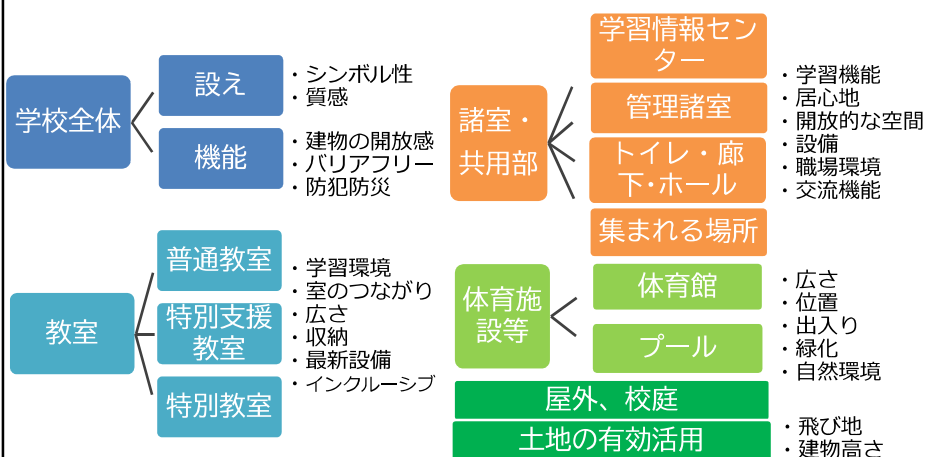 学校全体
設え
・シンボル性
・質感
機能
・建物の開放感
・バリアフリー
・防犯防災
教室
普通教室
特別支援
教室
特別教室
・学習環境
・室のつながり
・広さ
・収納
・最新設備
・インクルーシブ
諸室・
共用部
学習情報セン
ター
管理諸室
トイレ・廊
下・ホール
集まれる場所
・学習機能
・居心地
・開放的な空間
・設備
・職場環境
・交流機能
体育施
設等
体育館
プール
・広さ
・位置
・出入り
・緑化
・自然環境
屋外、校庭
土地の有効活用
・飛び地
・建物高さ